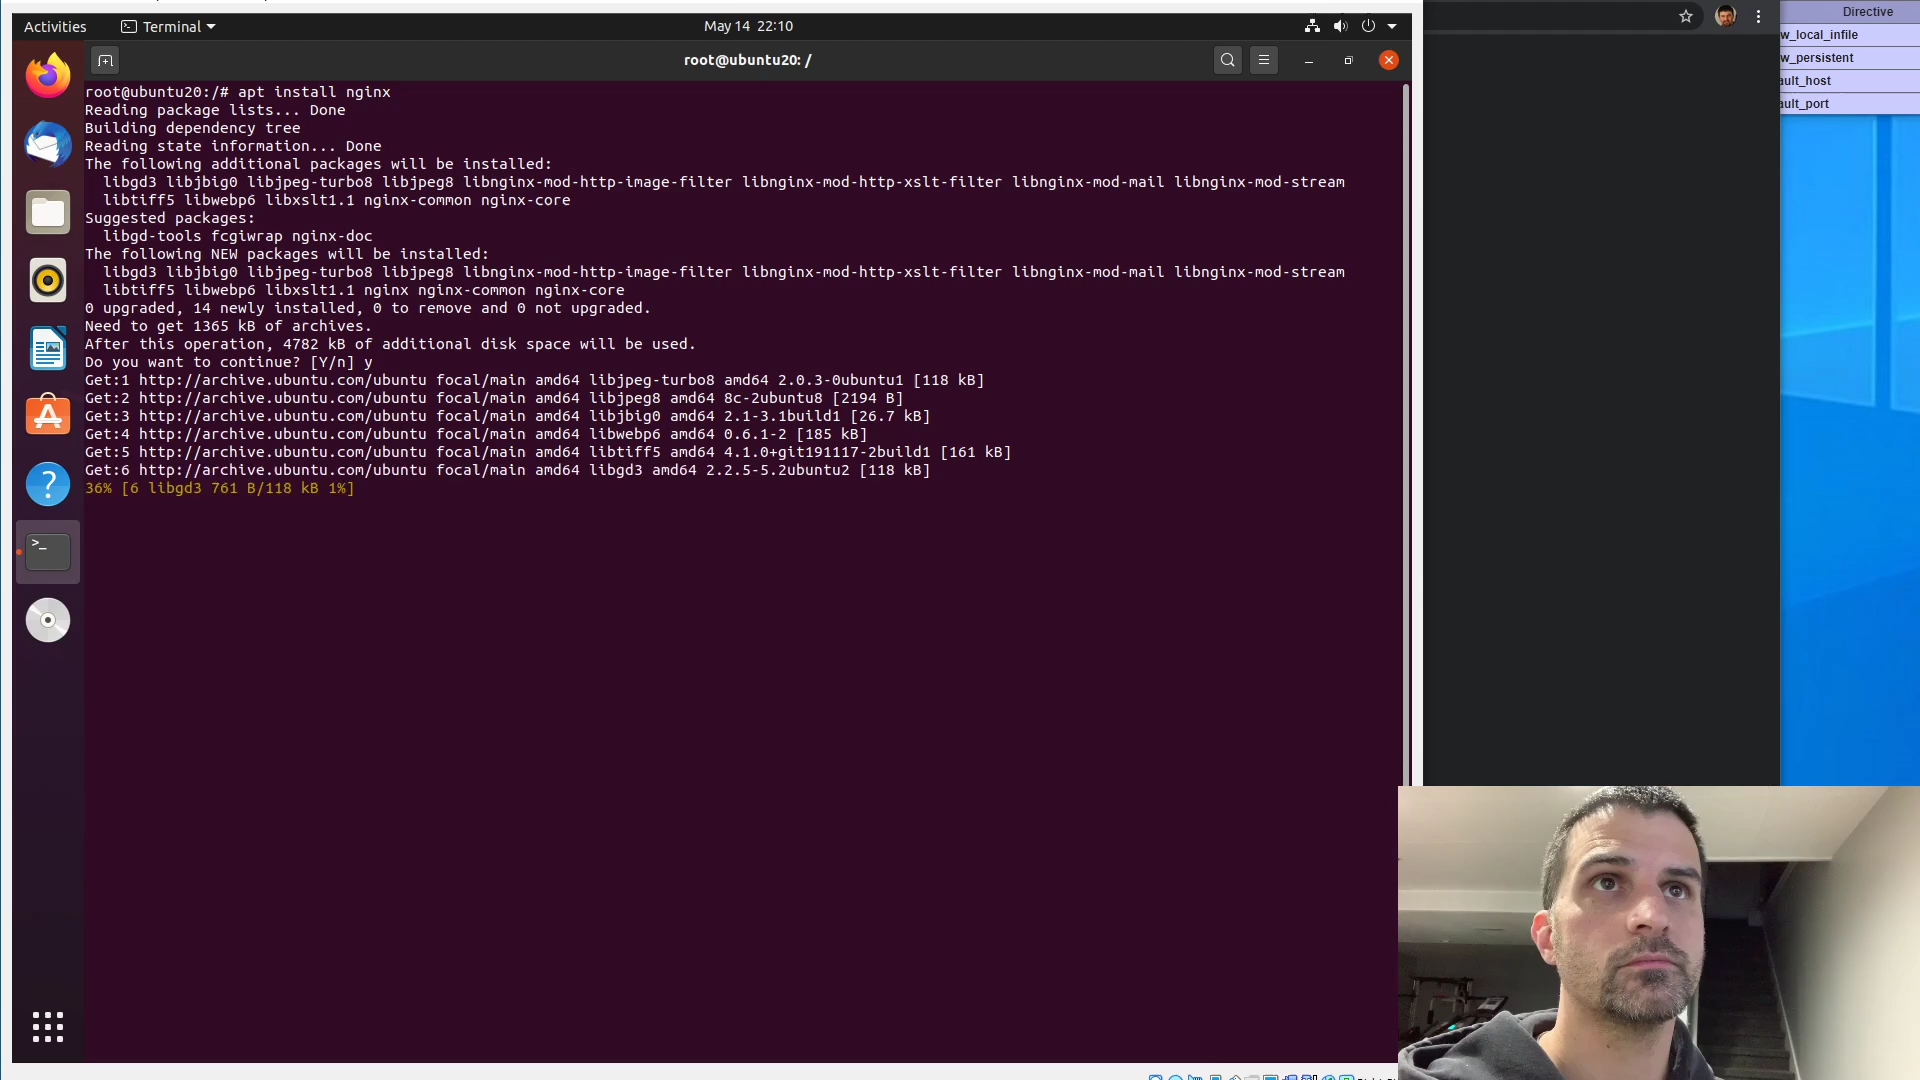 Activities
Terminal
May 14 22:10
root@ubuntu20: /
root@ubuntu20:/# apt install nginx
Reading package lists... Done
Building dependency tree
Reading state information... Done
The following additional packages will be installed:
  libgd3 libjbig0 libjpeg-turbo8 libjpeg8 libnginx-mod-http-image-filter libnginx-mod-http-xslt-filter libnginx-mod-mail libnginx-mod-stream
  libtiff5 libwebp6 libxslt1.1 nginx-common nginx-core
Suggested packages:
  libgd-tools fcgiwrap nginx-doc
The following NEW packages will be installed:
  libgd3 libjbig0 libjpeg-turbo8 libjpeg8 libnginx-mod-http-image-filter libnginx-mod-http-xslt-filter libnginx-mod-mail libnginx-mod-stream
  libtiff5 libwebp6 libxslt1.1 nginx nginx-common nginx-core
0 upgraded, 14 newly installed, 0 to remove and 0 not upgraded.
Need to get 1365 kB of archives.
After this operation, 4782 kB of additional disk space will be used.
Do you want to continue? [Y/n] y
Get:1 http://archive.ubuntu.com/ubuntu focal/main amd64 libjpeg-turbo8 amd64 2.0.3-0ubuntu1 [118 kB]
Get:2 http://archive.ubuntu.com/ubuntu focal/main amd64 libjpeg8 amd64 8c-2ubuntu8 [2194 B]
Get:3 http://archive.ubuntu.com/ubuntu focal/main amd64 libjbig0 amd64 2.1-3.1build1 [26.7 kB]
Get:4 http://archive.ubuntu.com/ubuntu focal/main amd64 libwebp6 amd64 0.6.1-2 [185 kB]
Get:5 http://archive.ubuntu.com/ubuntu focal/main amd64 libtiff5 amd64 4.1.0+git191117-2build1 [161 kB]
Get:6 http://archive.ubuntu.com/ubuntu focal/main amd64 libgd3 amd64 2.2.5-5.2ubuntu2 [118 kB]
36% [6 libgd3 761 B/118 kB 1%]
Directive
w_local_infile
w_persistent
ault_host
ault_port